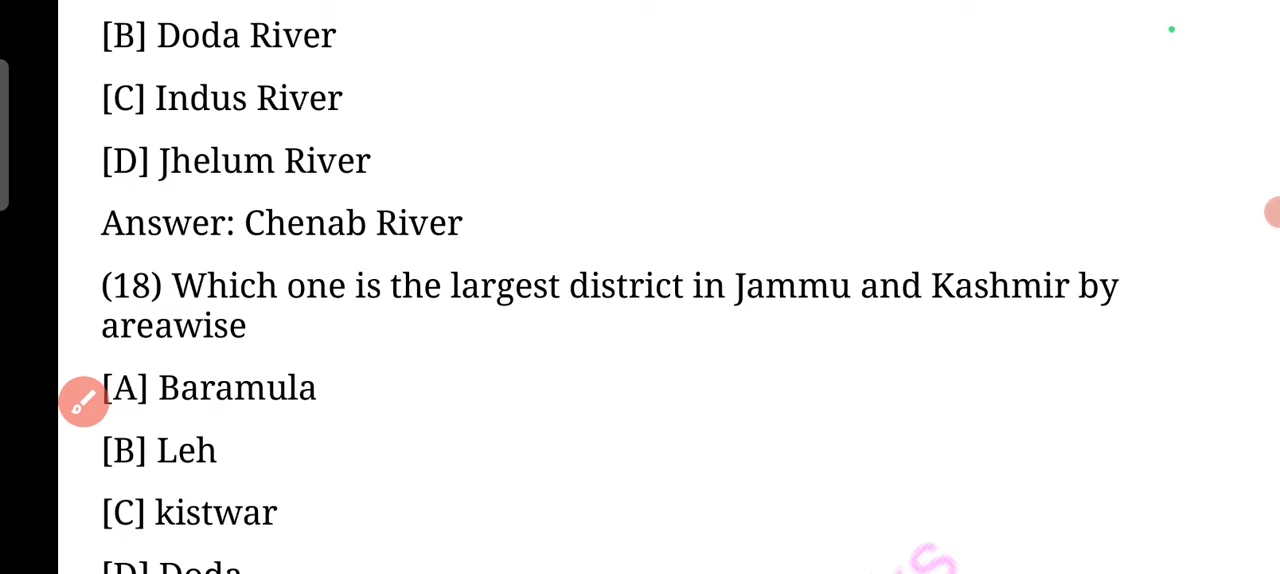 [B] Doda River
[C] Indus River
[D] Jhelum River
Answer: Chenab River
(18) Which one is the largest district in Jammu and Kashmir by
areawise
[A] Baramula
[B] Leh
[C] kistwar
[D] Doda